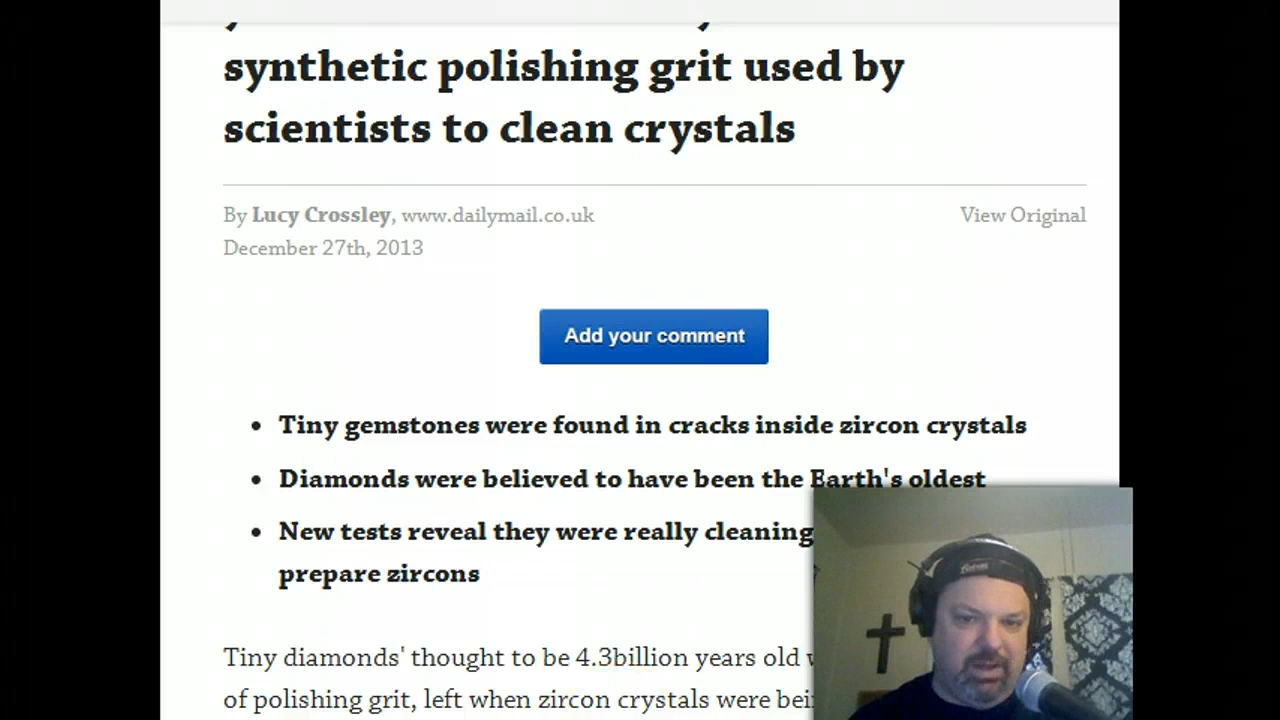 synthetic polishing grit used by
scientists to clean crystals
By Lucy Crossley, www.dailymail.co.uk
View Original
December 27th, 2013
Add your comment
• Tiny gemstones were found in cracks inside zircon crystals
• Diamonds were believed to have been the Earth's oldest
• New tests reveal they were really cleaning
prepare zircons
Tiny diamonds' thought to be 4.3billion years old
of polishing grit, left when zircon crystals were